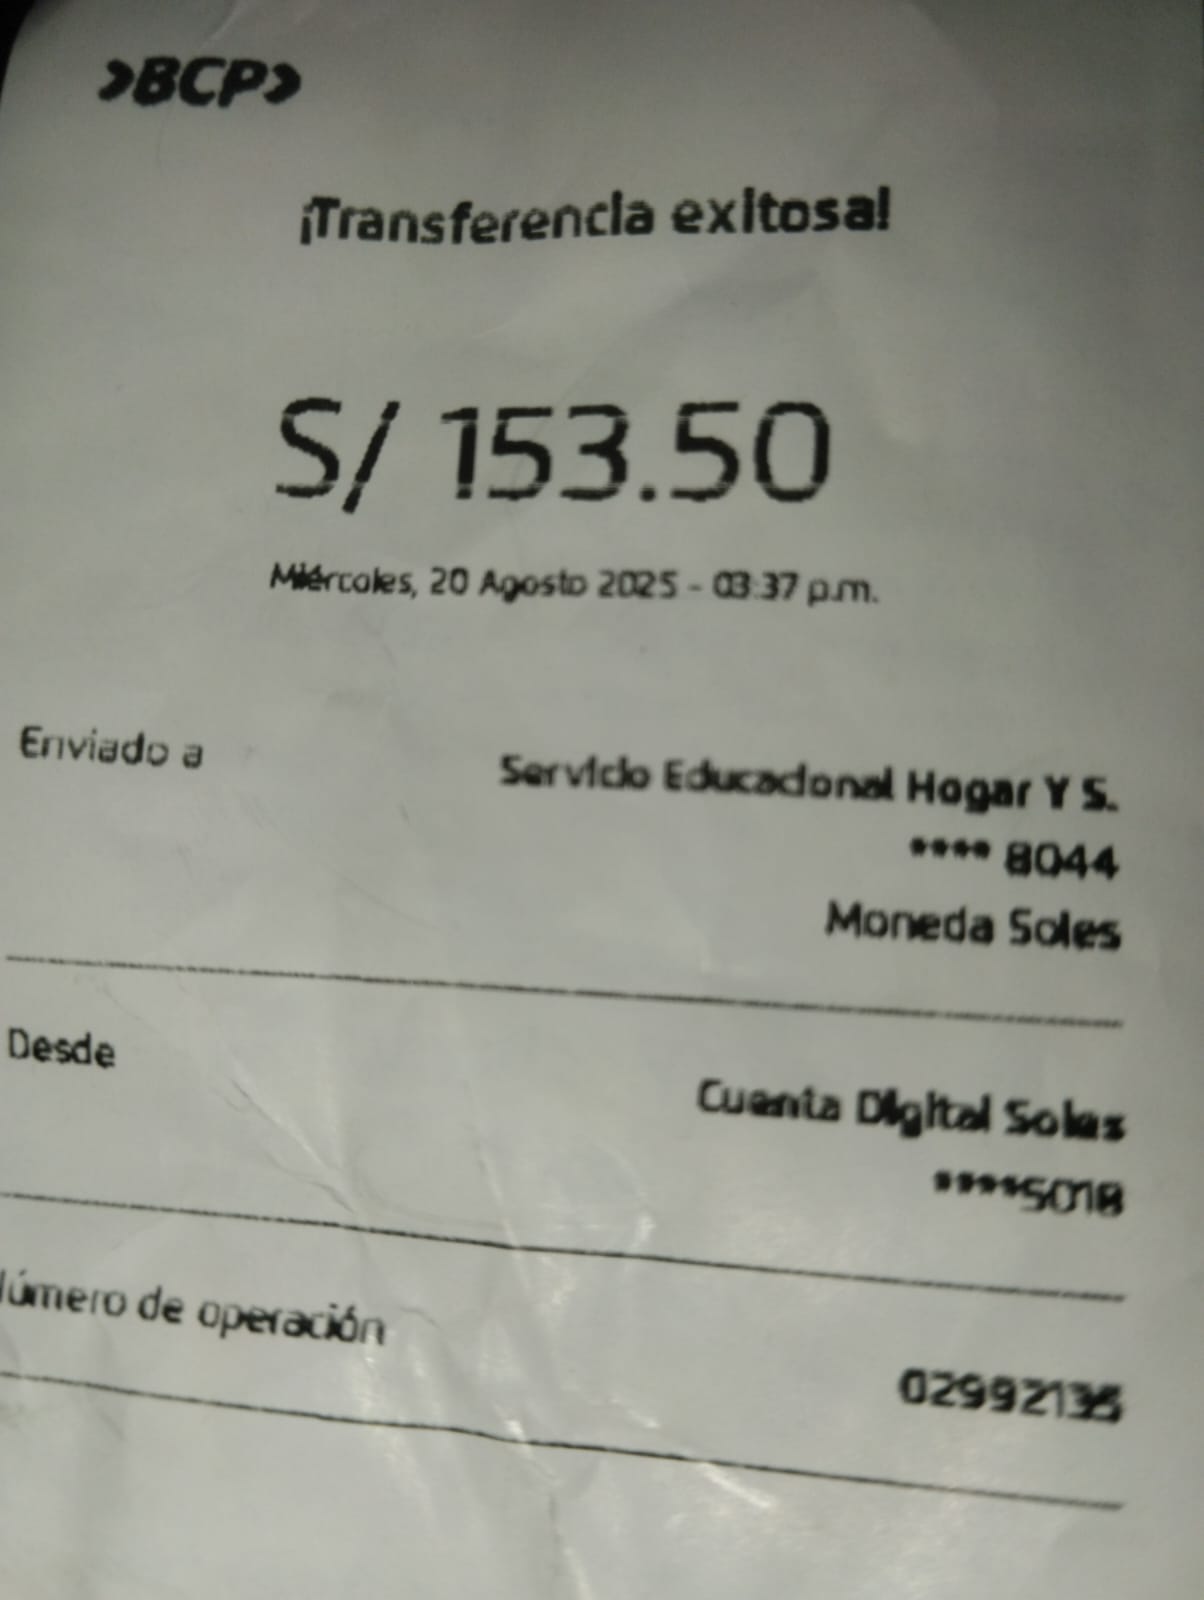 BCP
¡Transferencia exitosa!
S/ 153.50
Miércoles, 20 Agosto 2025 - 03:37 p.m.
Enviado a
Servicio Educacional Hogar Y S.
**** 8044
Moneda Soles
Desde
Cuenta Digital Soles
****5018
Número de operación
02992135